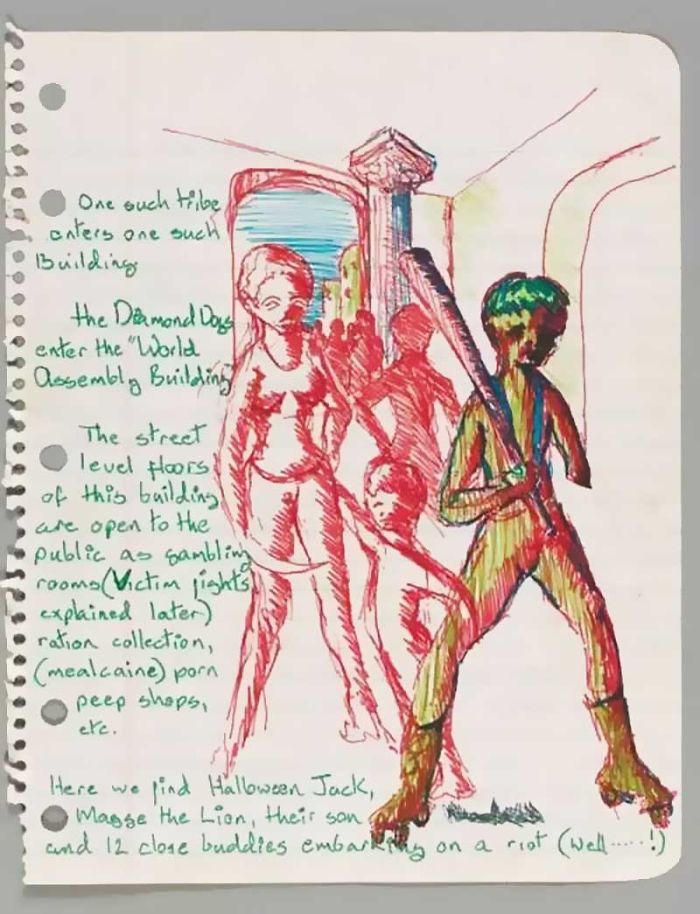 One such tribe
enters one such
Building
the Diamond Dogs
enter the "World
Assembly Building"
The street
level floors
of this building
are open to the
public as gambling
rooms (Victim fights
explained later)
ration collection,
(mealcaine) porn
peep shops,
etc.
Here we find Halloween Jack,
Magse the Lion, their son
and 12 close buddies embarking on a riot (Well.....!)